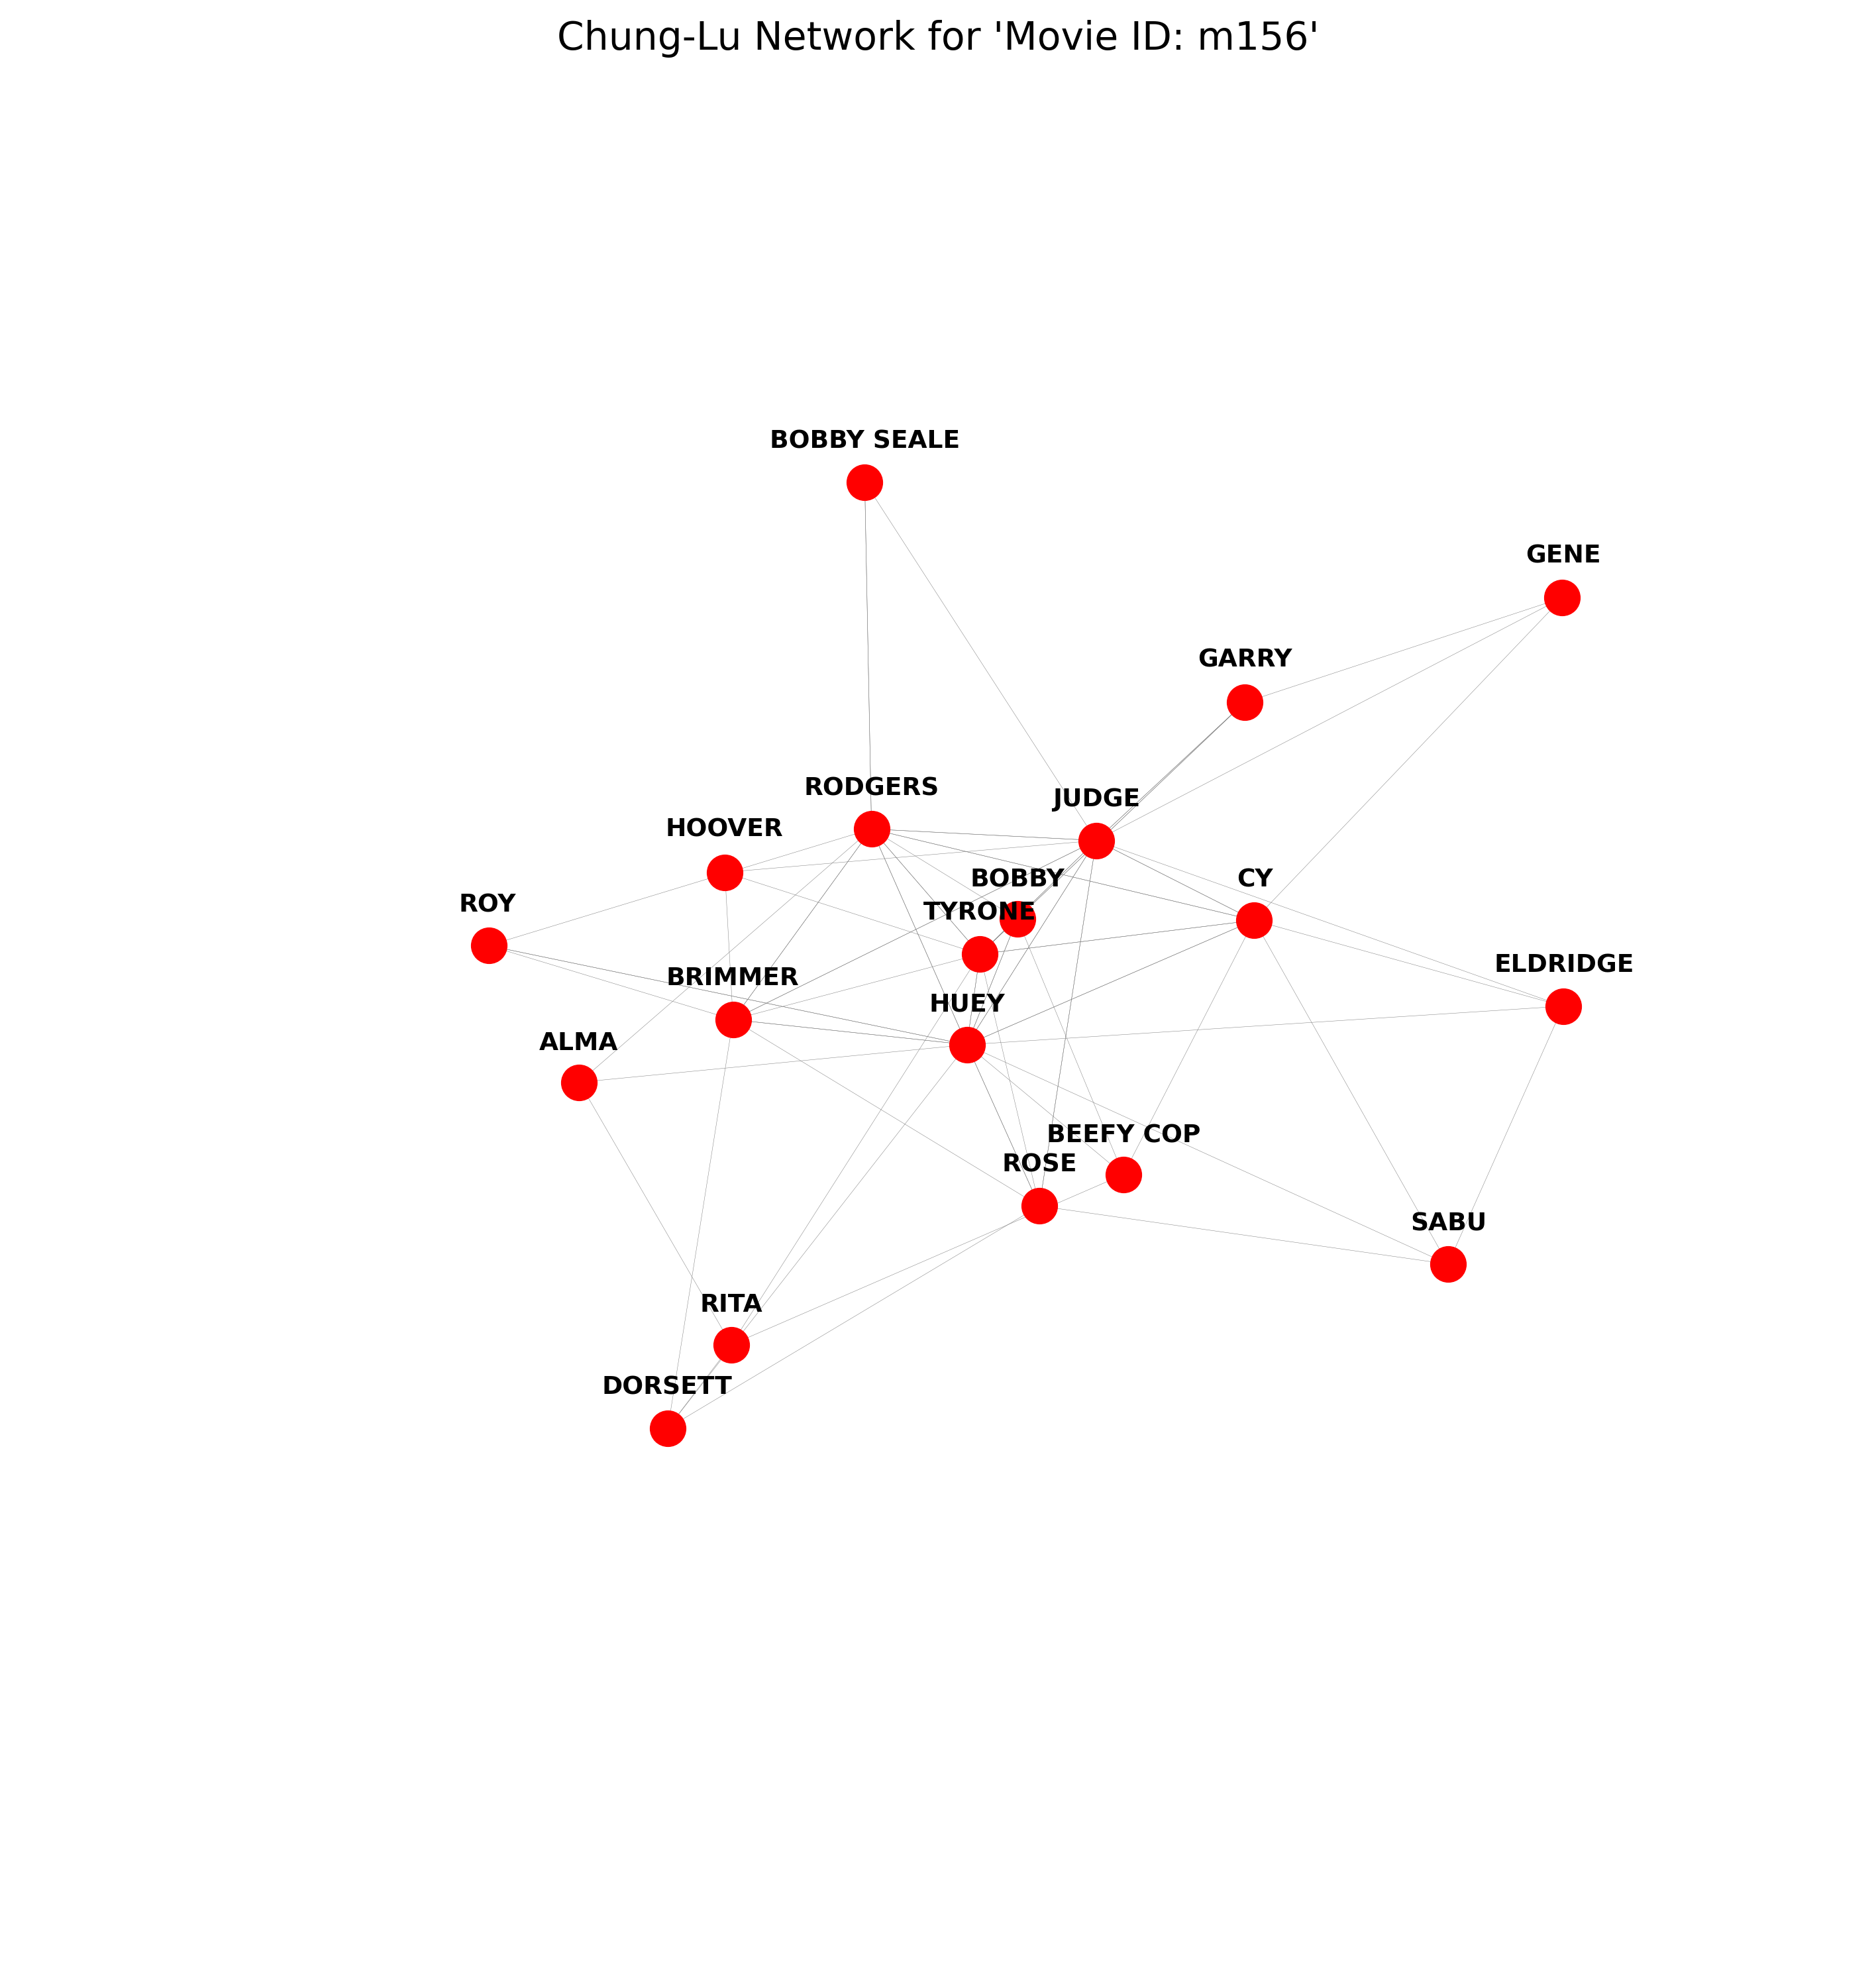 Chung-Lu Network for 'Movie ID: m156'
BOBBY SEALE
GENE
GARRY
RODGERS
JUDGE
HOOVER
BOBBY
CY
ROY
TYRONE
ELDRIDGE
BRIMMER
HUEY
ALMA
BEEFY COP
ROSE
SABU
RITA
DORSETT